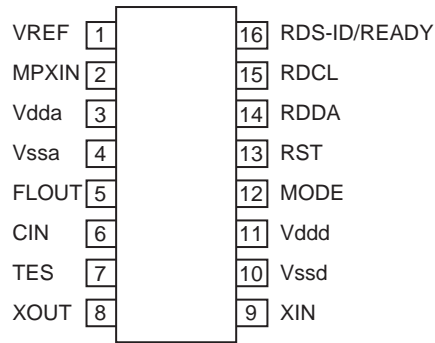 VREF 1 16 RDS-ID/READY
MPXIN 2 15 RDCL
Vdda 3 14 RDDA
Vssa 4 13 RST
FLOUT 5 12 MODE
CIN 6 11 Vddd
TES 7 10 Vssd
XOUT 8 9 XIN